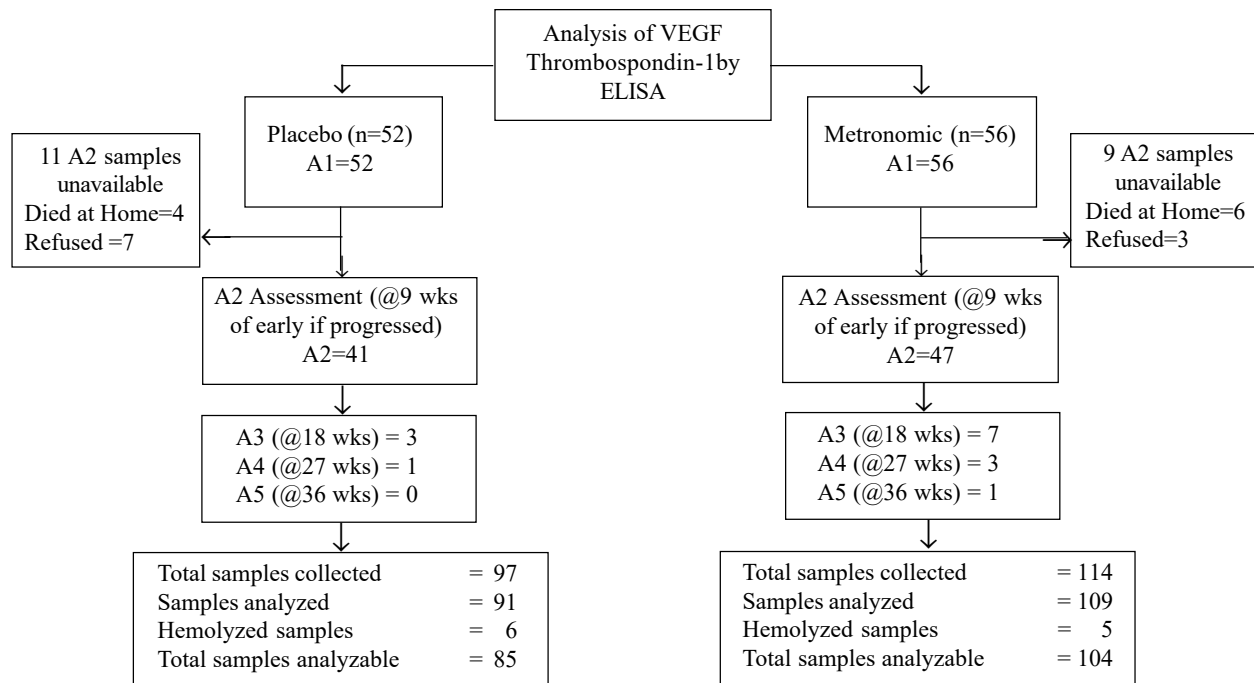 Analysis of VEGF
Thrombospondin-1by
ELISA
Placebo (n=52)
A1=52
Metronomic (n=56)
A1=56
11 A2 samples
unavailable
Died at Home=4
Refused =7
9 A2 samples
unavailable
Died at Home=6
Refused=3
A2 Assessment (@9 wks
of early if progressed)
A2=41
A2 Assessment (@9 wks
of early if progressed)
A2=47
A3 (@18 wks) = 3
A4 (@27 wks) = 1
A5 (@36 wks) = 0
A3 (@18 wks) = 7
A4 (@27 wks) = 3
A5 (@36 wks) = 1
Total samples collected = 97
Samples analyzed = 91
Hemolyzed samples = 6
Total samples analyzable = 85
Total samples collected = 114
Samples analyzed = 109
Hemolyzed samples = 5
Total samples analyzable = 104